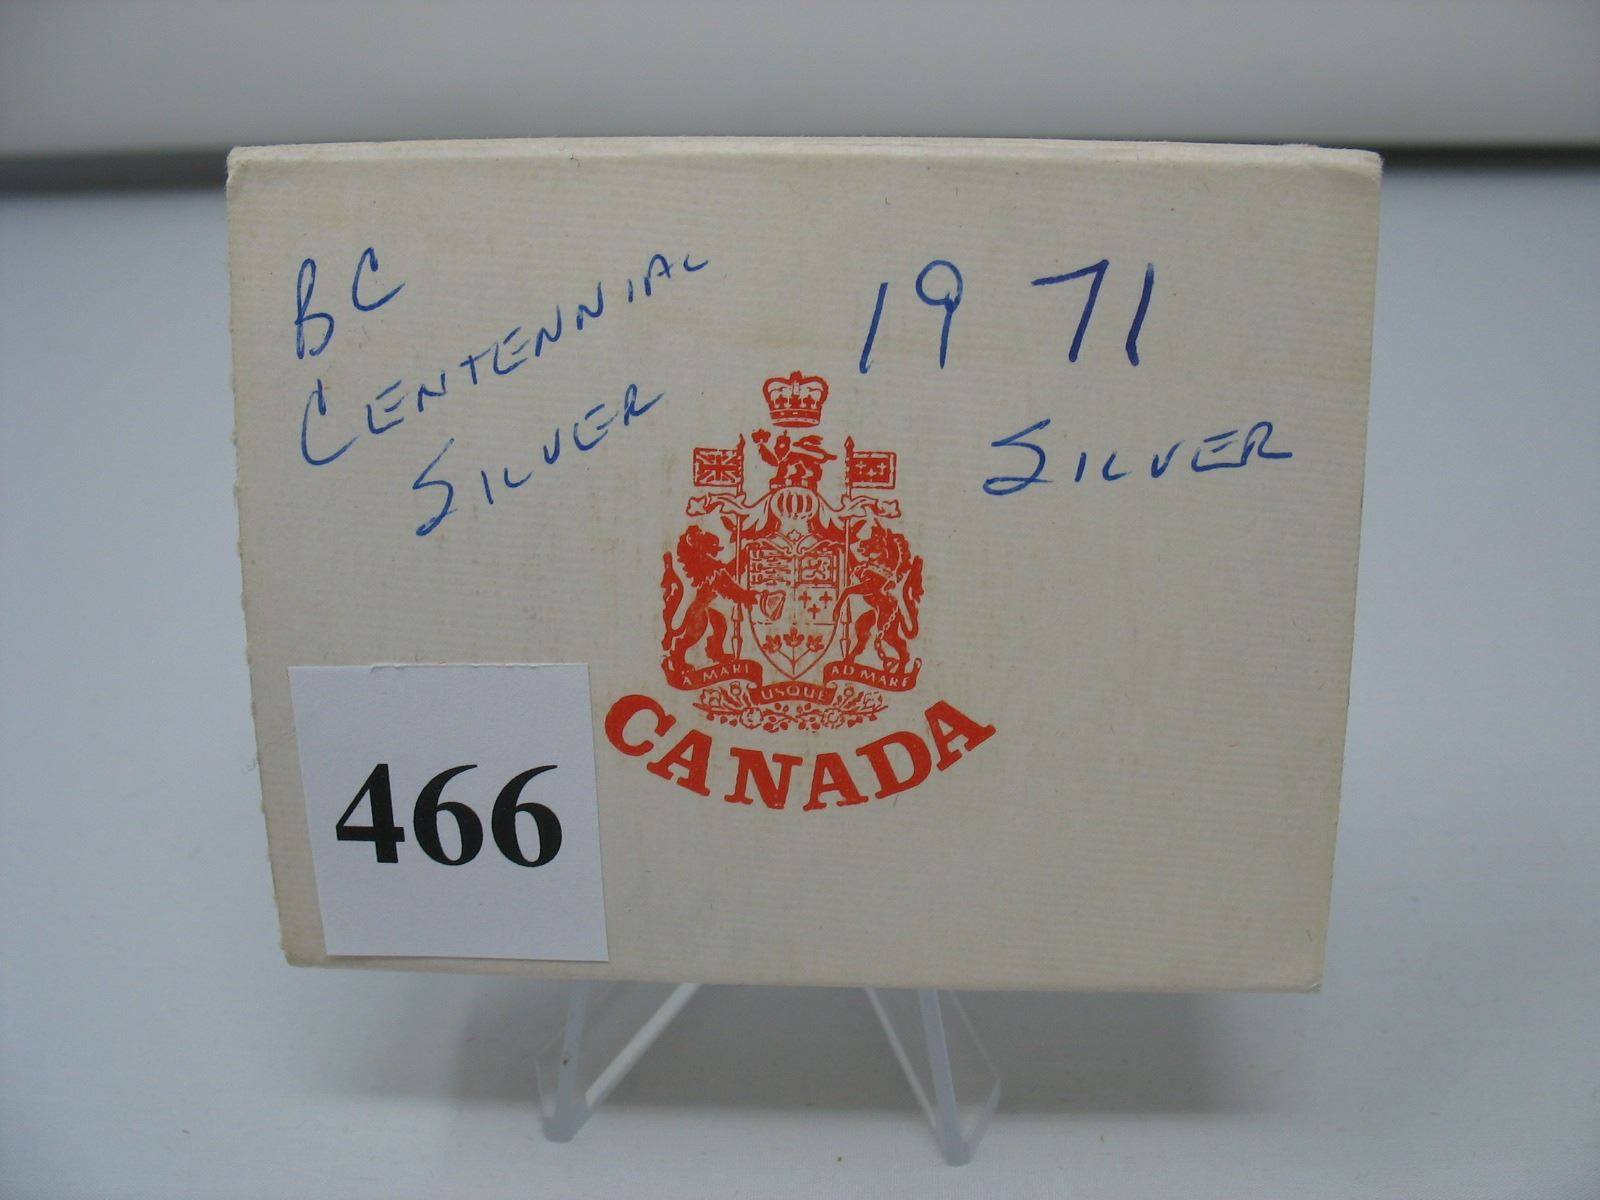 BC
CENTENNIAL
SILVER
1971
SILVER
A MARI USQUE AD MARE
CANADA
466